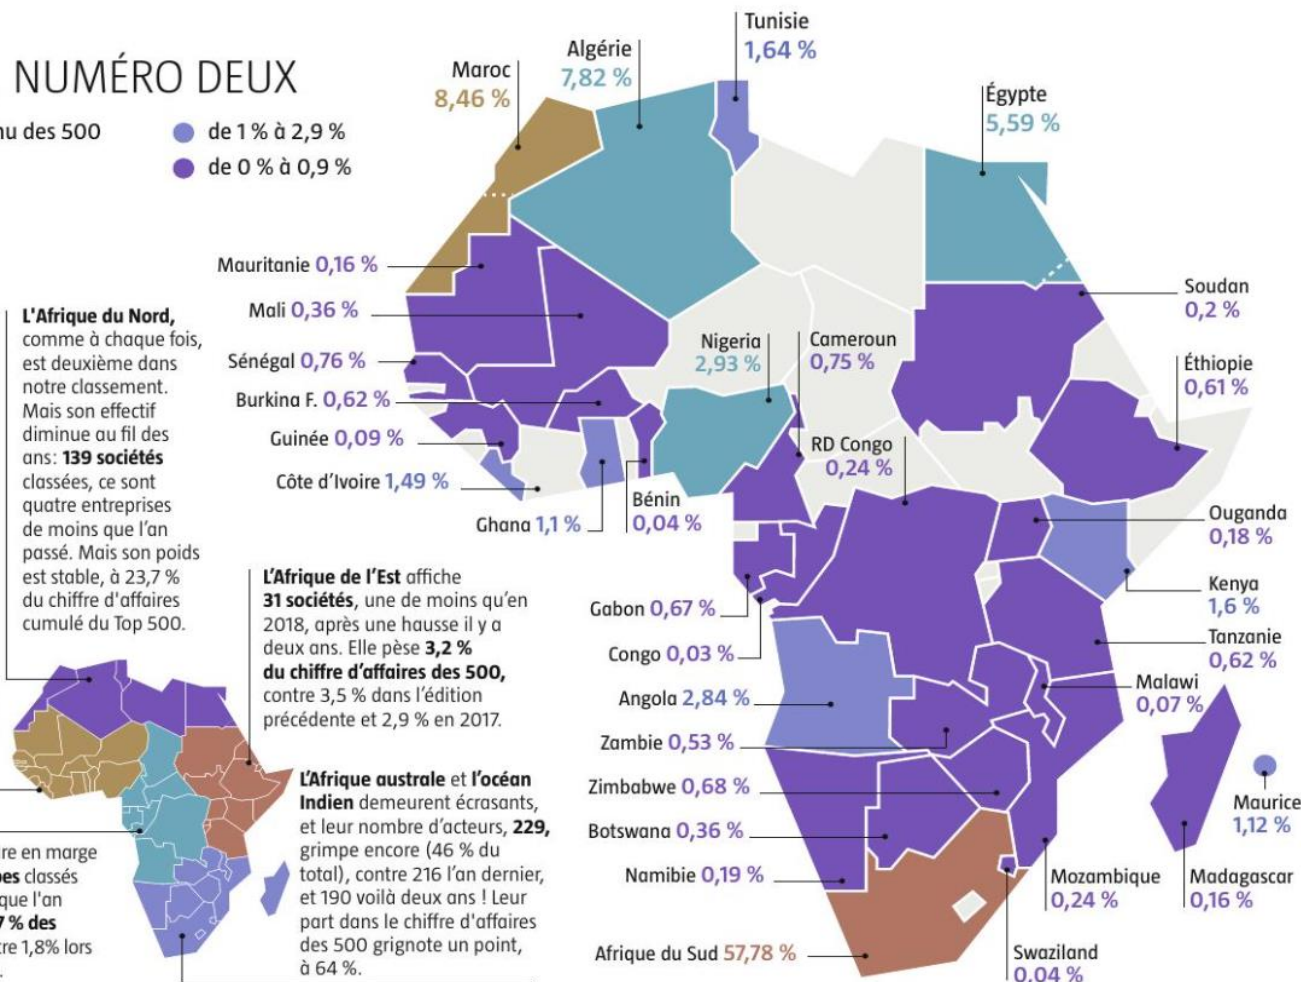 NUMÉRO DEUX
des 500
de 1 % à 2,9 %
de 0 % à 0,9 %
Maroc
8,46 %
Algérie
7,82 %
Tunisie
1,64 %
Égypte
5,59 %
Mauritanie 0,16 %
Mali 0,36 %
Sénégal 0,76 %
Burkina F. 0,62 %
Guinée 0,09 %
Côte d'Ivoire 1,49 %
Ghana 1,1 %
Bénin
0,04 %
Nigeria
2,93 %
Cameroun
0,75 %
RD Congo
0,24 %
Soudan
0,2 %
Éthiopie
0,61 %
Ouganda
0,18 %
Kenya
1,6 %
Tanzanie
0,62 %
Malawi
0,07 %
Gabon 0,67 %
Congo 0,03 %
Angola 2,84 %
Zambie 0,53 %
Zimbabwe 0,68 %
Botswana 0,36 %
Namibie 0,19 %
Afrique du Sud 57,78 %
Swaziland
0,04 %
Mozambique
0,24 %
Madagascar
0,16 %
Maurice
1,12 %
L'Afrique du Nord,
comme à chaque fois,
est deuxième dans
notre classement.
Mais son effectif
diminue au fil des
ans: 139 sociétés
classées, ce sont
quatre entreprises
de moins que l'an
passé. Mais son poids
est stable, à 23,7 %
du chiffre d'affaires
cumulé du Top 500.
L'Afrique de l'Est affiche
31 sociétés, une de moins qu'en
2018, après une hausse il y a
deux ans. Elle pèse 3,2 %
du chiffre d'affaires des 500,
contre 3,5 % dans l'édition
précédente et 2,9 % en 2017.
L'Afrique australe et l'océan
Indien demeurent écrasants,
et leur nombre d'acteurs, 229,
grimpe encore (46 % du
total), contre 216 l'an dernier,
et 190 voilà deux ans ! Leur
part dans le chiffre d'affaires
des 500 grignote un point,
à 64 %.
en marge
classés
que l'an
7 % des
1,8% lors